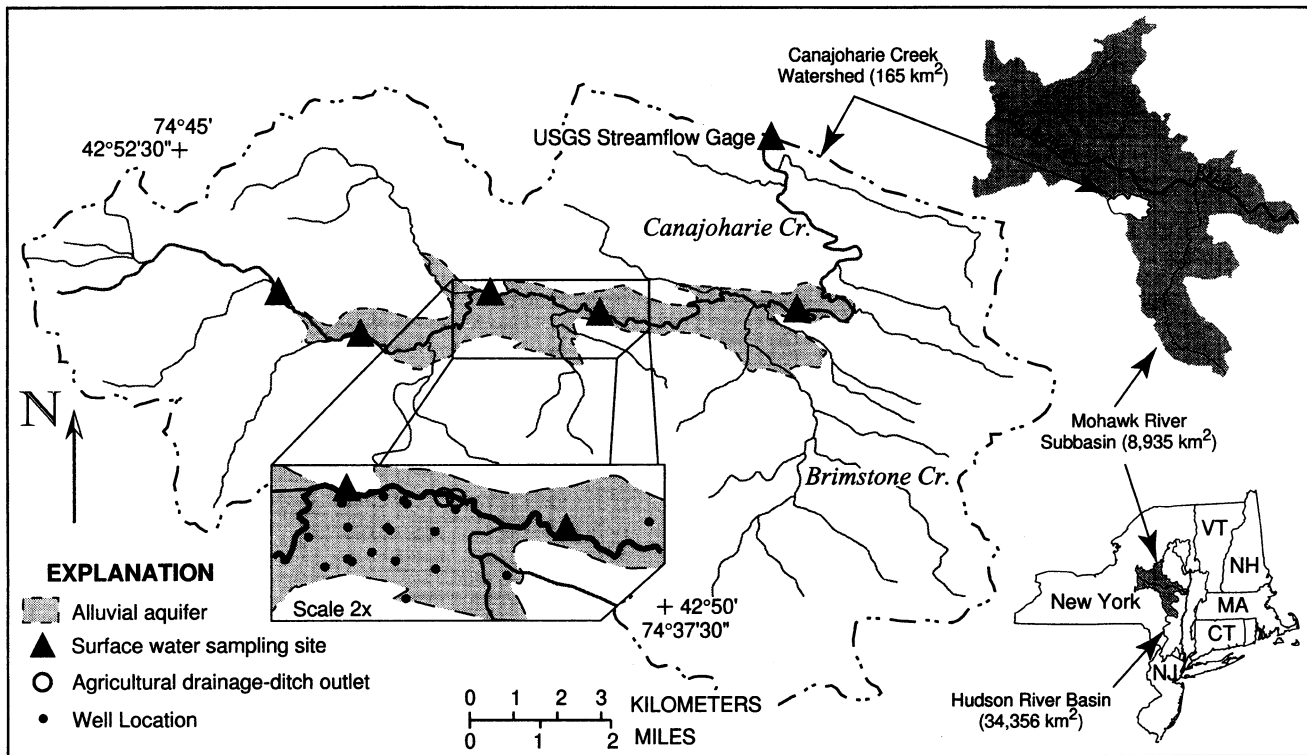 Canajoharie Creek
Watershed (165 km²)
74°45'
42°52'30"+
USGS Streamflow Gage
Canajoharie Cr.
Mohawk River
Subbasin (8,935 km²)
Brimstone Cr.
N
EXPLANATION
Alluvial aquifer
Surface water sampling site
Agricultural drainage-ditch outlet
Well Location
Scale 2x
+ 42°50'
74°37'30"
0 1 2 3
KILOMETERS
MILES
0 1 2
VT
NH
New York
MA
CT
NJ
Hudson River Basin
(34,356 km²)